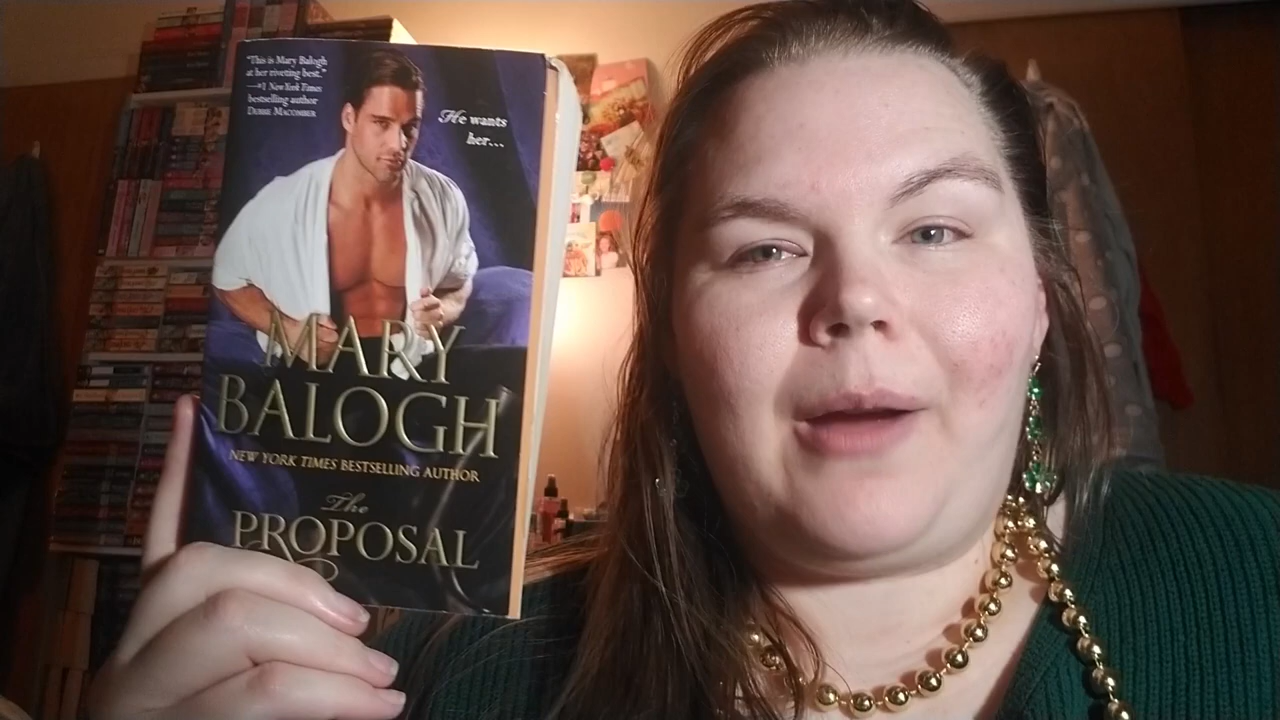 "This is Mary Balogh
at her riveting best."
—#1 New York Times
bestselling author
DEBBIE MACOMBER
He wants
her...
MARY
BALOGH
NEW YORK TIMES BESTSELLING AUTHOR
The
PROPOSAL